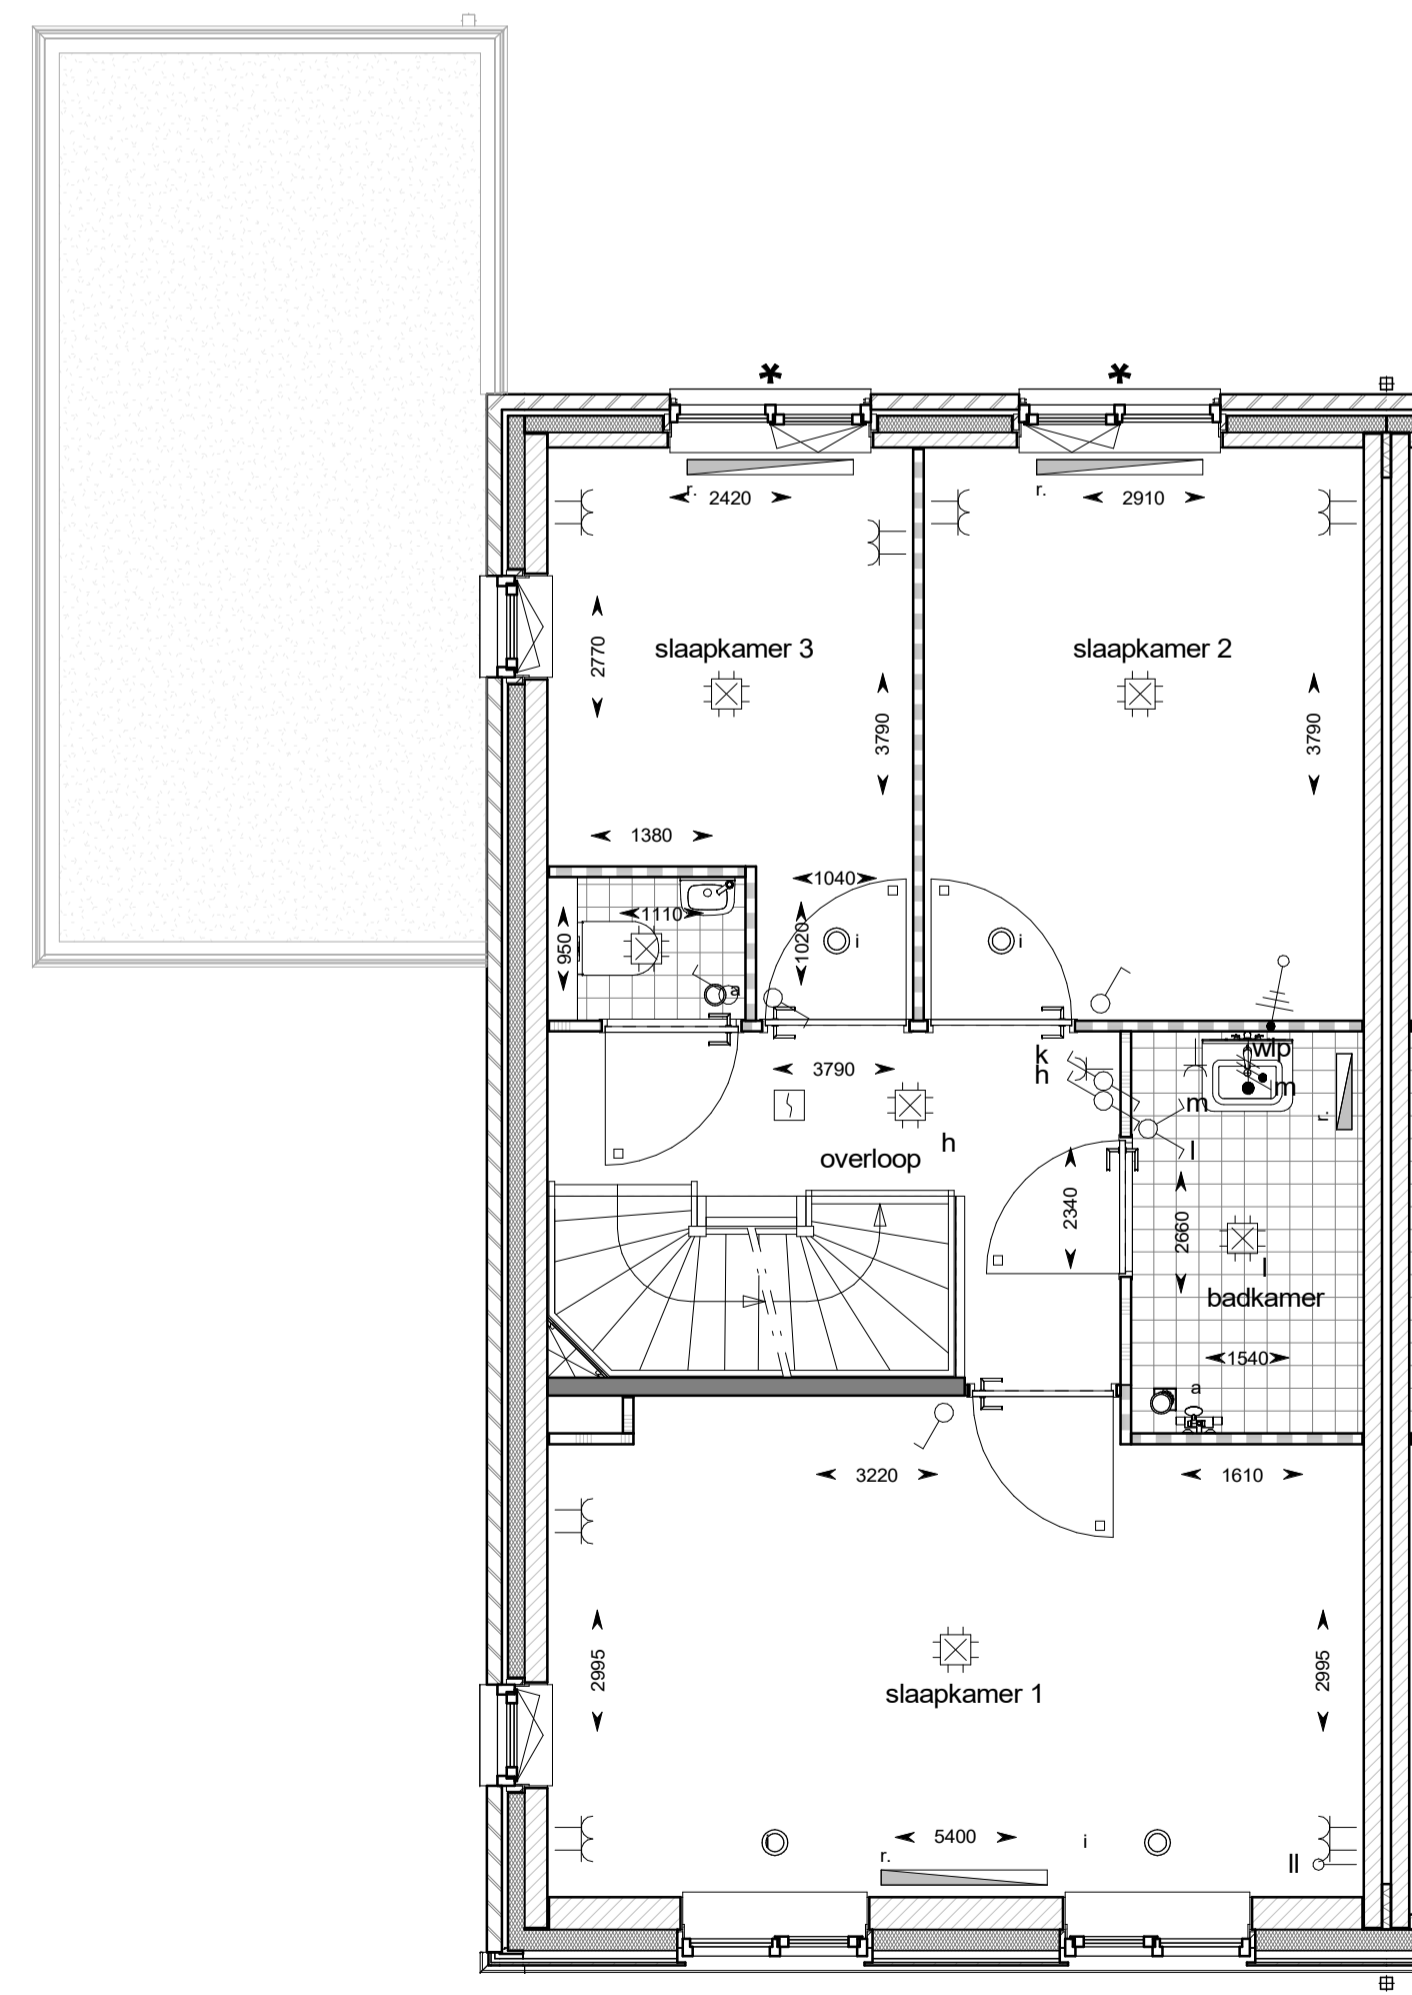 *
*
r.
2420
r.
2910
2770
slaapkamer 3
slaapkamer 2
3790
3790
1380
1040
1110
950
1020
i
i
a
k
h
wlp
m
m
3790
r.
overloop
h
l
2340
2660
l
badkamer
1540
a
3220
1610
2995
2995
slaapkamer 1
i
5400
i
r.
ll